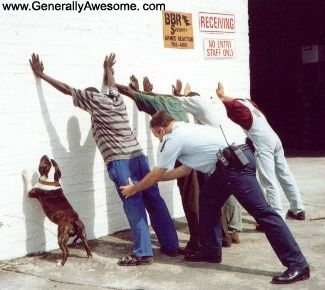 www.GenerallyAwesome.com
BBR
SECURITY
ARMED REACTION
RECEIVING
NO ENTRY
STAFF ONLY